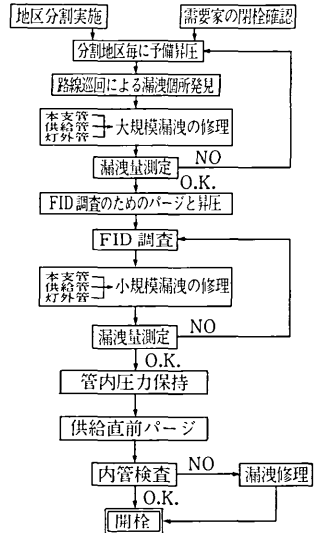 地区分割実施
需要家の閉栓確認
分割地区毎に予備昇圧
路線巡回による漏洩個所発見
本支管
供給管
灯外管
大規模漏洩の修理
漏洩量測定
NO
O.K.
FID調査のためのパージと昇圧
FID調査
本支管
供給管
灯外管
小規模漏洩の修理
漏洩量測定
NO
O.K.
管内圧力保持
供給直前パージ
内管検査
NO
漏洩修理
O.K.
開栓